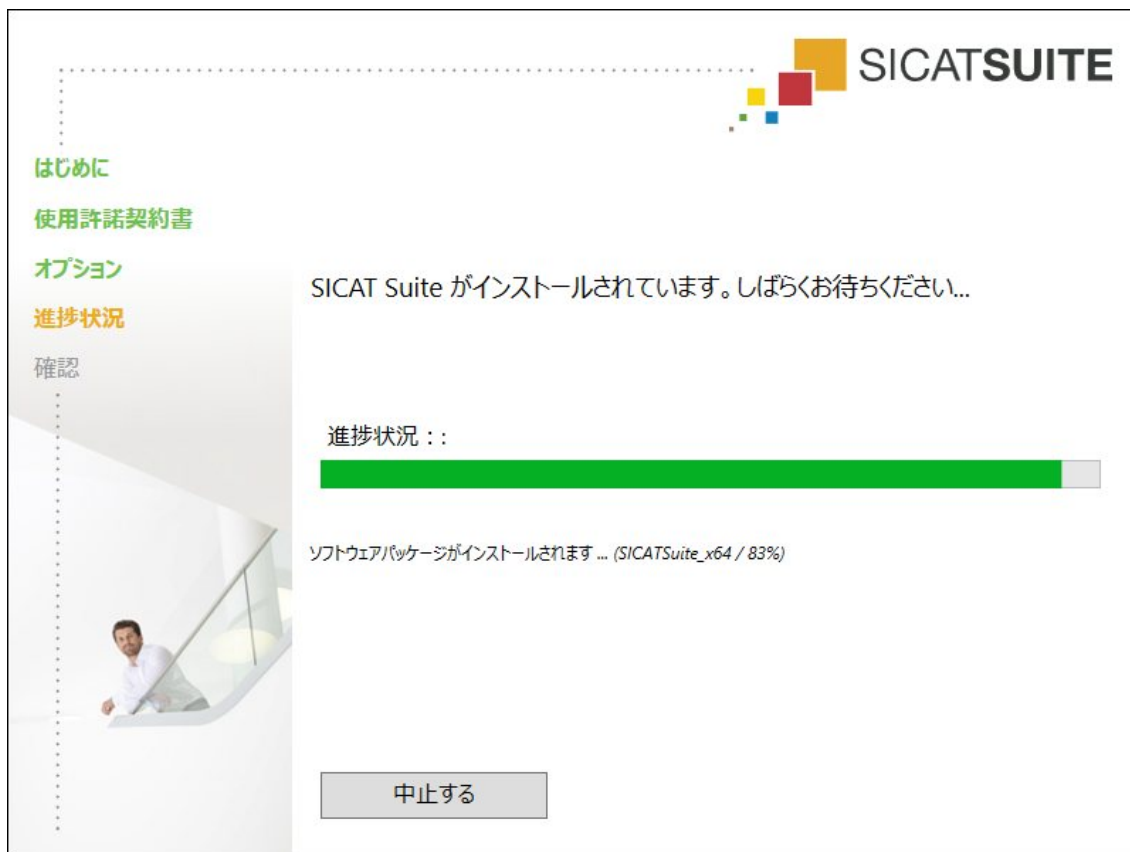 SICATSUITE
はじめに
使用許諾契約書
オプション
進捗状況
確認
SICAT Suite がインストールされています。しばらくお待ちください...
進捗状況：:
ソフトウェアパッケージがインストールされます ... (SICATSuite_x64 / 83%)
中止する